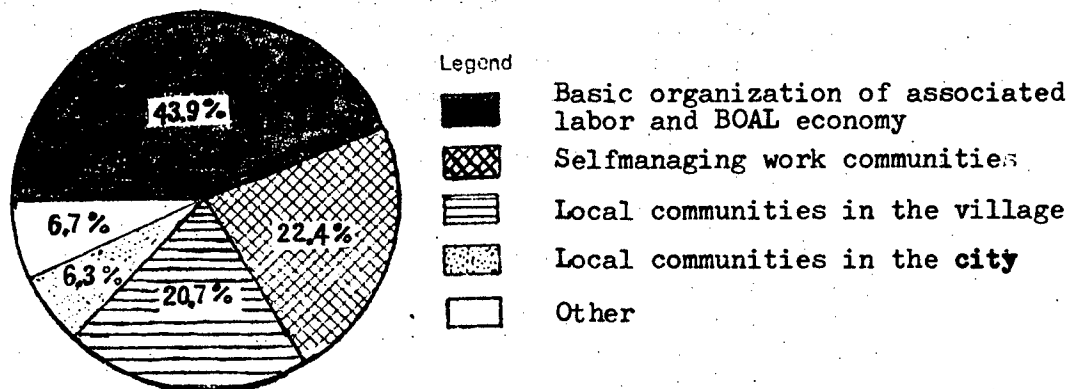 43.9%
22.4%
20,7%
6,3%
6,7%
Legend
Basic organization of associated
labor and BOAL economy
Selfmanaging work communities
Local communities in the village
Local communities in the city
Other